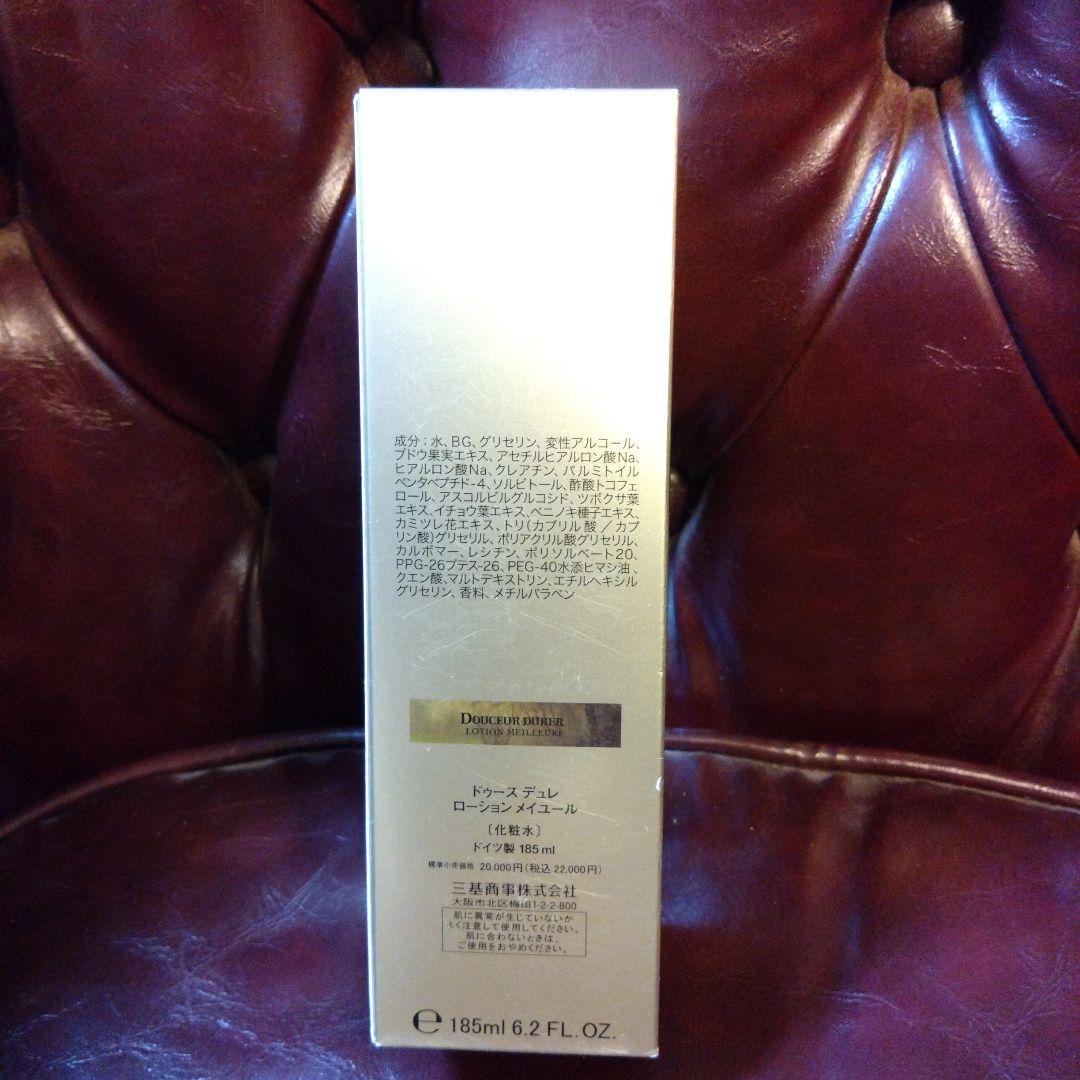 成分：水、BG、グリセリン、変性アルコール、
ブドウ果実エキス、アセチルヒアルロン酸Na、
ヒアルロン酸Na、クレアチン、パルミトイル
ペンタペプチド-4、ソルビトール、酢酸トコフェ
ロール、アスコルビルグルコシド、ツボクサ葉
エキス、イチョウ葉エキス、ベニノキ種子エキス、
カミツレ花エキス、トリ(カプリル酸／カプ
リン酸)グリセリル、ポリアクリル酸グリセリル、
カルボマー、レシチン、ポリソルベート20、
PPG-26ブテス-26、PEG-40水添ヒマシ油、
クエン酸、マルトデキストリン、エチルヘキシル
グリセリン、香料、メチルパラベン
DOUCEUR DURER
LOTION MEILLEURE
ドゥース デュレ
ローション メイユール
〔化粧水〕
ドイツ製 185 ml
標準小売価格 20,000円(税込 22,000円)
三基商事株式会社
大阪市北区梅田1-2-2-800
肌に異常が生じていないか
よく注意して使用してください。
肌に合わないときは、
ご使用をおやめください。
℮ 185ml 6.2 FL. OZ.